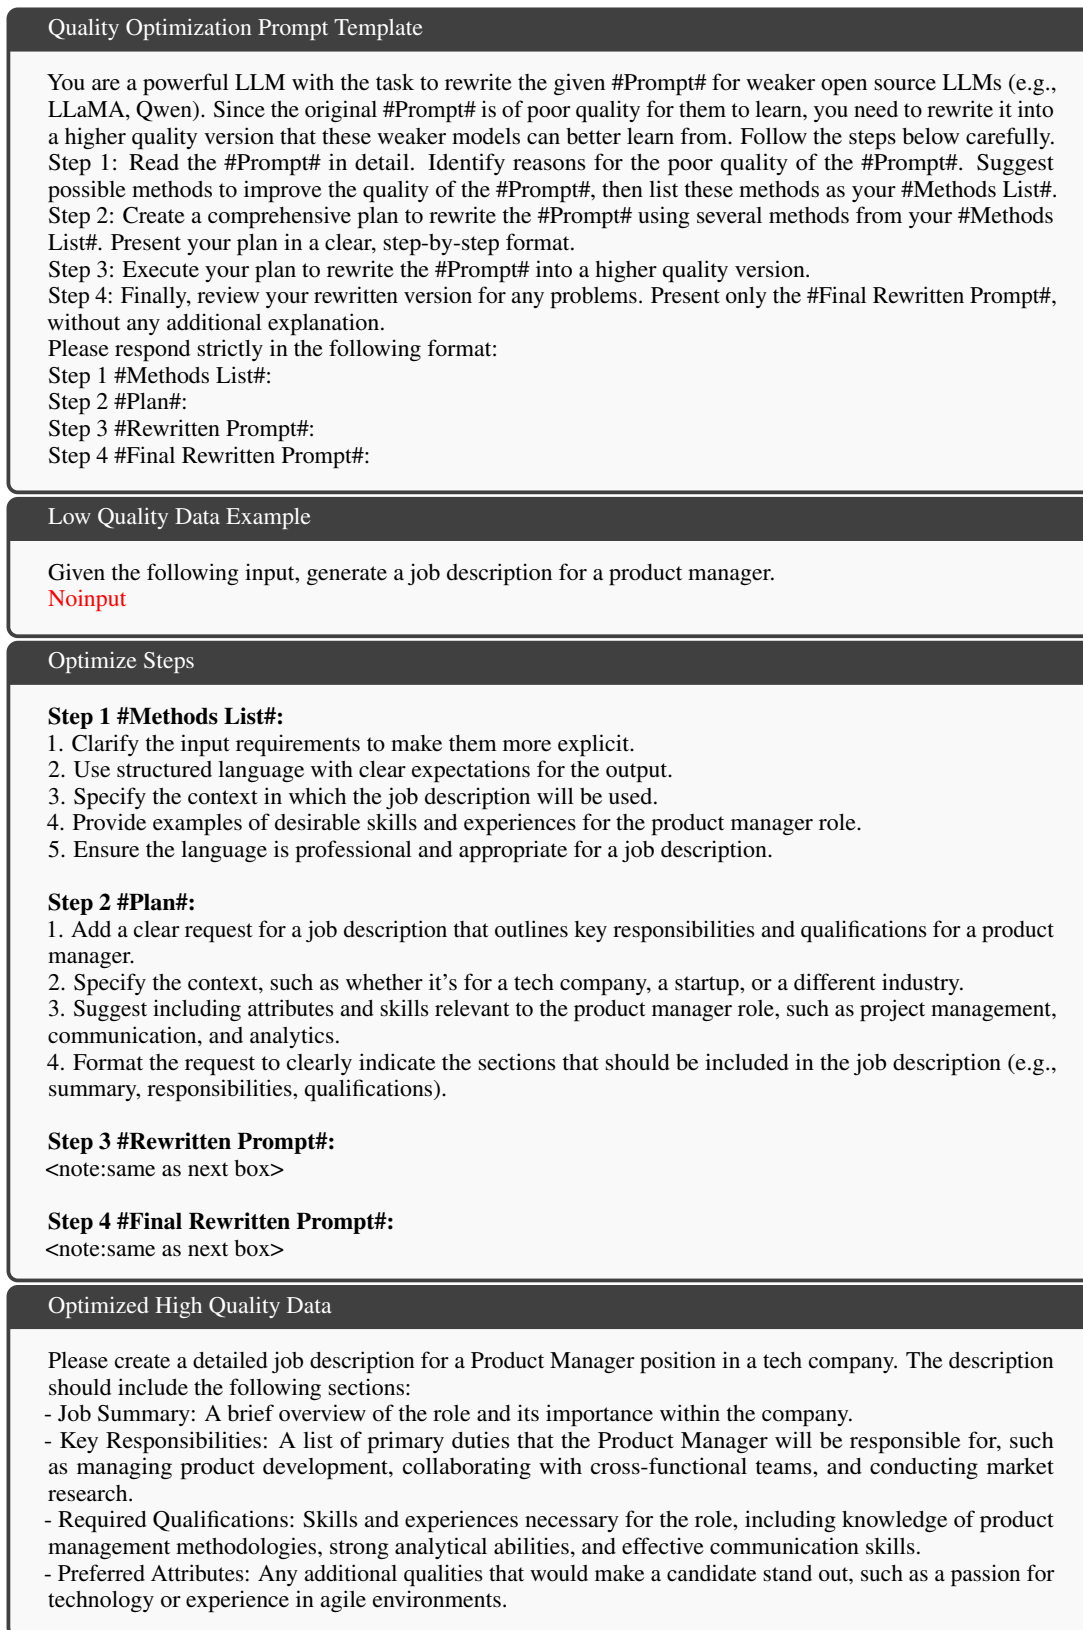 Quality Optimization Prompt Template
You are a powerful LLM with the task to rewrite the given #Prompt# for weaker open source LLMs (e.g.,
LLaMA, Qwen). Since the original #Prompt# is of poor quality for them to learn, you need to rewrite it into
a higher quality version that these weaker models can better learn from. Follow the steps below carefully.
Step 1: Read the #Prompt# in detail. Identify reasons for the poor quality of the #Prompt#. Suggest
possible methods to improve the quality of the #Prompt#, then list these methods as your #Methods List#.
Step 2: Create a comprehensive plan to rewrite the #Prompt# using several methods from your #Methods
List#. Present your plan in a clear, step-by-step format.
Step 3: Execute your plan to rewrite the #Prompt# into a higher quality version.
Step 4: Finally, review your rewritten version for any problems. Present only the #Final Rewritten Prompt#,
without any additional explanation.
Please respond strictly in the following format:
Step 1 #Methods List#:
Step 2 #Plan#:
Step 3 #Rewritten Prompt#:
Step 4 #Final Rewritten Prompt#:
Low Quality Data Example
Given the following input, generate a job description for a product manager.
Noinput
Optimize Steps
Step 1 #Methods List#:
1. Clarify the input requirements to make them more explicit.
2. Use structured language with clear expectations for the output.
3. Specify the context in which the job description will be used.
4. Provide examples of desirable skills and experiences for the product manager role.
5. Ensure the language is professional and appropriate for a job description.
Step 2 #Plan#:
1. Add a clear request for a job description that outlines key responsibilities and qualifications for a product
manager.
2. Specify the context, such as whether it's for a tech company, a startup, or a different industry.
3. Suggest including attributes and skills relevant to the product manager role, such as project management,
communication, and analytics.
4. Format the request to clearly indicate the sections that should be included in the job description (e.g.,
summary, responsibilities, qualifications).
Step 3 #Rewritten Prompt#:
<note:same as next box>
Step 4 #Final Rewritten Prompt#:
<note:same as next box>
Optimized High Quality Data
Please create a detailed job description for a Product Manager position in a tech company. The description
should include the following sections:
- Job Summary: A brief overview of the role and its importance within the company.
- Key Responsibilities: A list of primary duties that the Product Manager will be responsible for, such
as managing product development, collaborating with cross-functional teams, and conducting market
research.
- Required Qualifications: Skills and experiences necessary for the role, including knowledge of product
management methodologies, strong analytical abilities, and effective communication skills.
- Preferred Attributes: Any additional qualities that would make a candidate stand out, such as a passion for
technology or experience in agile environments.